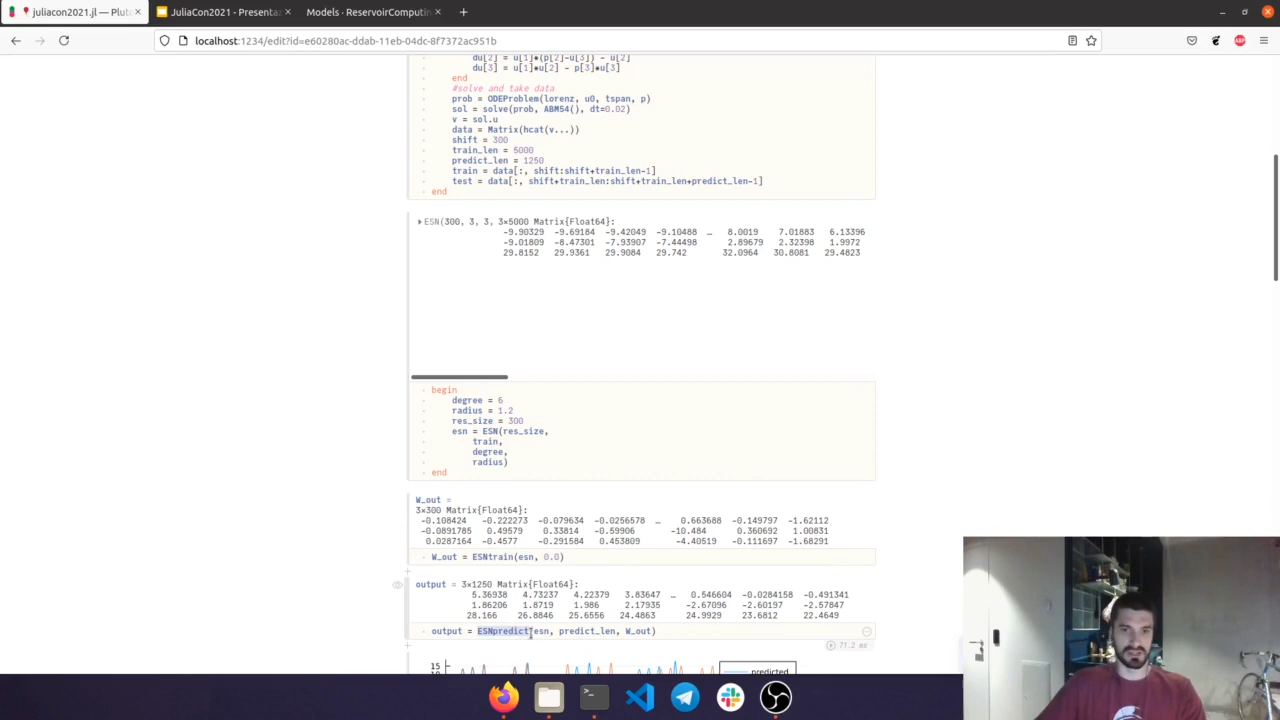 juliacon2021.jl — Pluto
JuliaCon2021 - Presenta
Models · ReservoirComputin
localhost:1234/edit?id=e60280ac-ddab-11eb-04dc-8f7372ac951b
du[2] = u[1]*(p[2]-u[3]) - u[2]
du[3] = u[1]*u[2] - p[3]*u[3]
end
#solve and take data
prob = ODEProblem(lorenz, u0, tspan, p)
sol = solve(prob, ABM54(), dt=0.02)
v = sol.u
data = Matrix(hcat(v...))
shift = 300
train_len = 5000
predict_len = 1250
train = data[:, shift:shift+train_len-1]
test = data[:, shift+train_len:shift+train_len+predict_len-1]
end
ESN(300, 3, 3, 3×5000 Matrix{Float64}:
-9.90329 -9.69184 -9.42049 -9.10488 … 8.0019 7.01883 6.13396
-9.01809 -8.47301 -7.93907 -7.44498 2.89679 2.32398 1.9972
29.8152 29.9361 29.9084 29.742 32.0964 30.8081 29.4823
begin
degree = 6
radius = 1.2
res_size = 300
esn = ESN(res_size,
train,
degree,
radius)
end
W_out =
3×300 Matrix{Float64}:
-0.108424 -0.222273 -0.079634 -0.0256578 … 0.663688 -0.149797 -1.62112
-0.0891785 0.49579 0.33814 -0.59906 -10.484 0.360692 1.00831
0.0287164 -0.4577 -0.291584 0.453809 -4.40519 -0.111697 -1.68291
W_out = ESNtrain(esn, 0.0)
output = 3×1250 Matrix{Float64}:
5.36938 4.73237 4.22379 3.83647 … 0.546604 -0.0284158 -0.491341
1.86206 1.8719 1.986 2.17935 -2.67096 -2.60197 -2.57847
28.166 26.8846 25.6556 24.4863 24.9929 23.6812 22.4649
output = ESNpredict(esn, predict_len, W_out)
71.2 ms
15
predicted